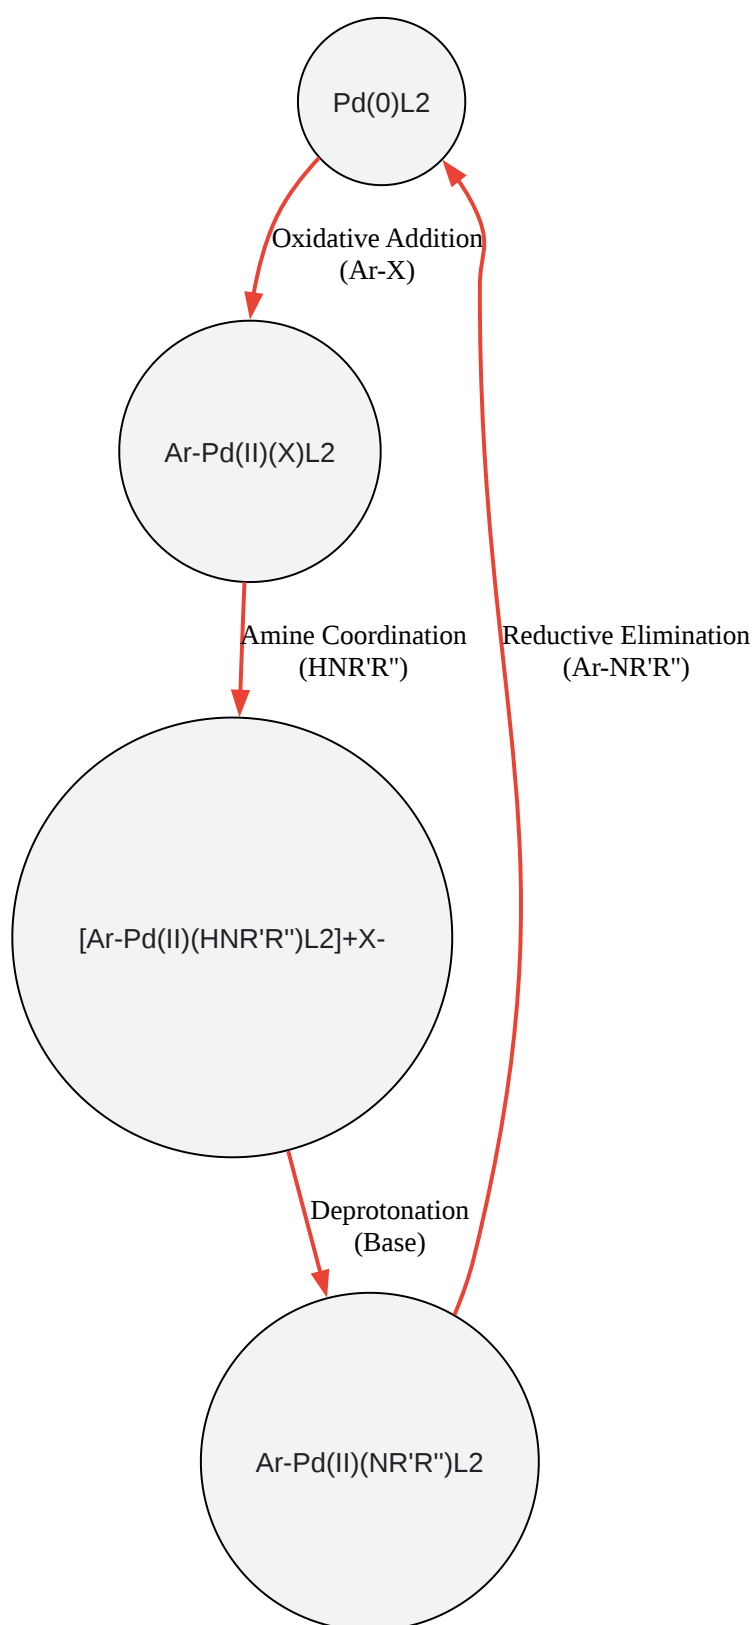 Pd(0)L2
Oxidative Addition
(Ar-X)
Ar-Pd(II)(X)L2
Amine Coordination
(HNR'R")
Reductive Elimination
(Ar-NR'R")
[Ar-Pd(II)(HNR'R")L2]+X-
Deprotonation
(Base)
Ar-Pd(II)(NR'R")L2